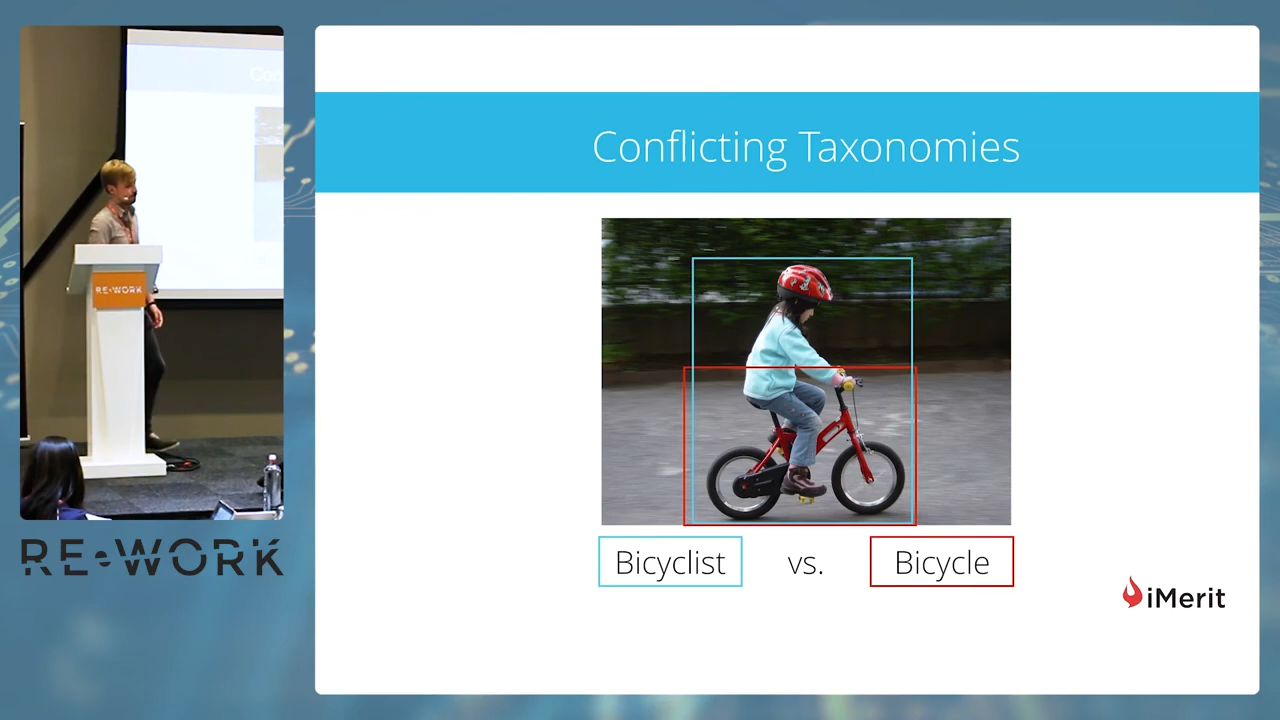 Conflicting Taxonomies
Bicyclist vs. Bicycle
iMerit
RE•WORK
RE•WORK